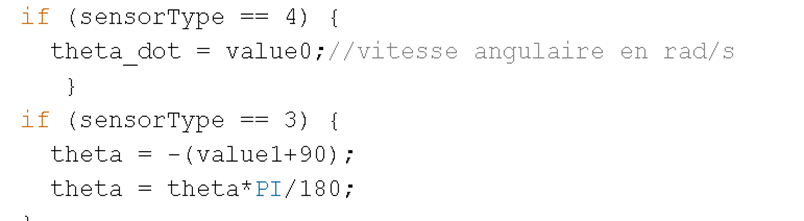 if (sensorType == 4) {
theta_dot = value0;//vitesse angulaire en rad/s
}
if (sensorType == 3) {
theta = -(value1+90);
theta = theta*PI/180;
}